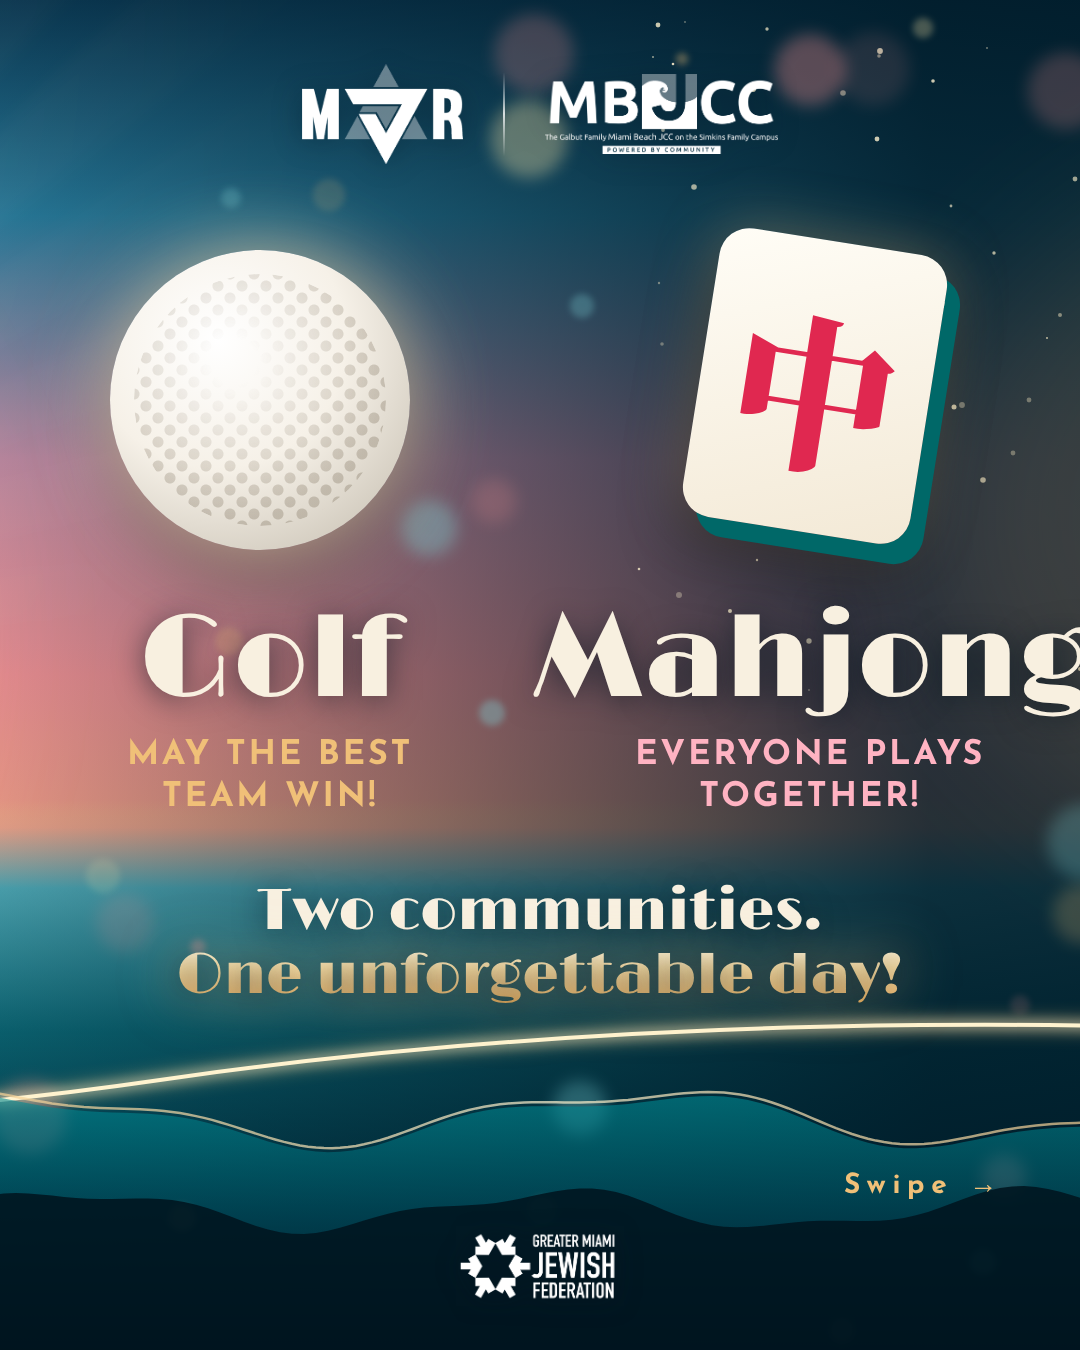 MAR
MBJCC
The Galbut Family Miami Beach JCC on the Simkins Family Campus
POWERED BY COMMUNITY
中
Golf
Mahjong
MAY THE BEST
TEAM WIN!
EVERYONE PLAYS
TOGETHER!
Two communities.
One unforgettable day!
Swipe →
GREATER MIAMI
JEWISH
FEDERATION